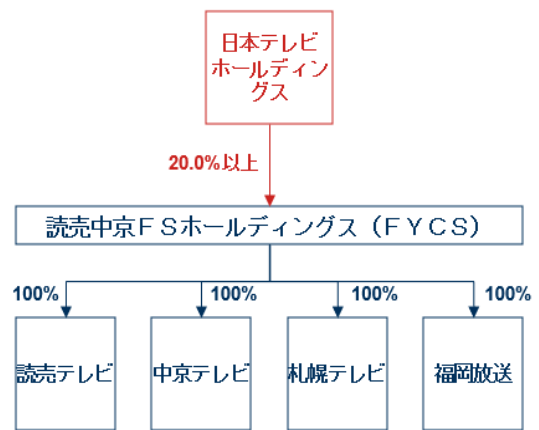 日本テレビ
ホールディン
グス
20.0%以上
読売中京ＦＳホールディングス（ＦＹＣＳ）
100%
100%
100%
100%
読売テレビ
中京テレビ
札幌テレビ
福岡放送